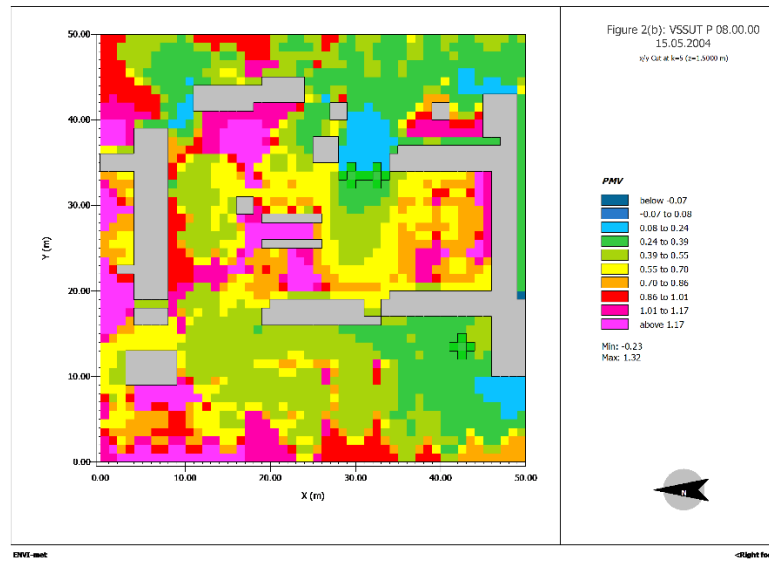 Figure 2(b): VSSUT P 08.00.00
15.05.2004
x/y Cut at k=5 (z=1.5000 m)
50.00
40.00
30.00
20.00
10.00
0.00
Y (m)
0.00 10.00 20.00 30.00 40.00 50.00
X (m)
PMV
below -0.07
-0.07 to 0.08
0.08 to 0.24
0.24 to 0.39
0.39 to 0.55
0.55 to 0.70
0.70 to 0.86
0.86 to 1.01
1.01 to 1.17
above 1.17
Min: -0.23
Max: 1.32
N
ENVI-met
<Right foo